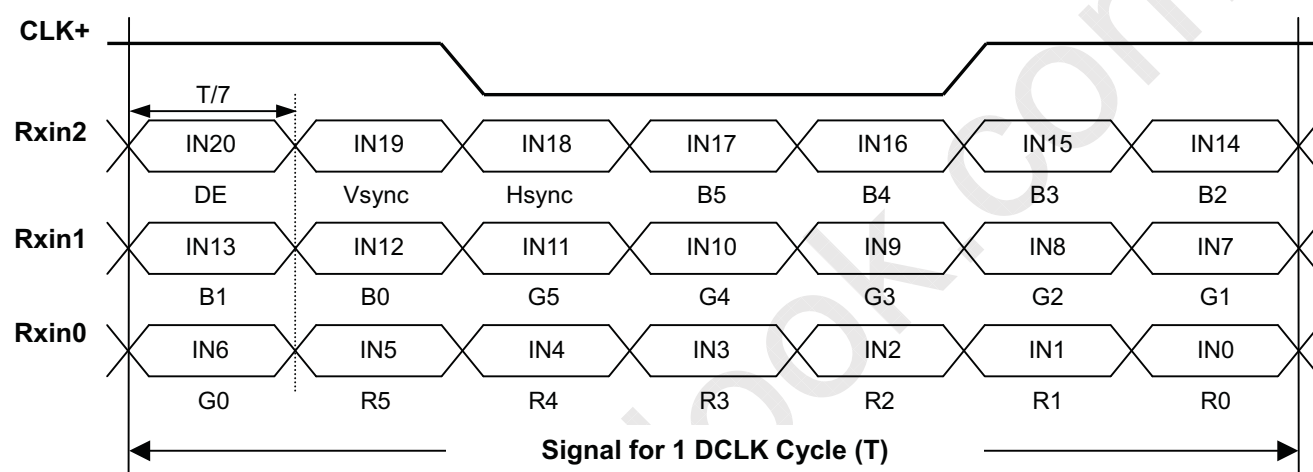 CLK+
T/7
Rxin2 IN20 IN19 IN18 IN17 IN16 IN15 IN14
DE Vsync Hsync B5 B4 B3 B2
Rxin1 IN13 IN12 IN11 IN10 IN9 IN8 IN7
B1 B0 G5 G4 G3 G2 G1
Rxin0 IN6 IN5 IN4 IN3 IN2 IN1 IN0
G0 R5 R4 R3 R2 R1 R0
Signal for 1 DCLK Cycle (T)